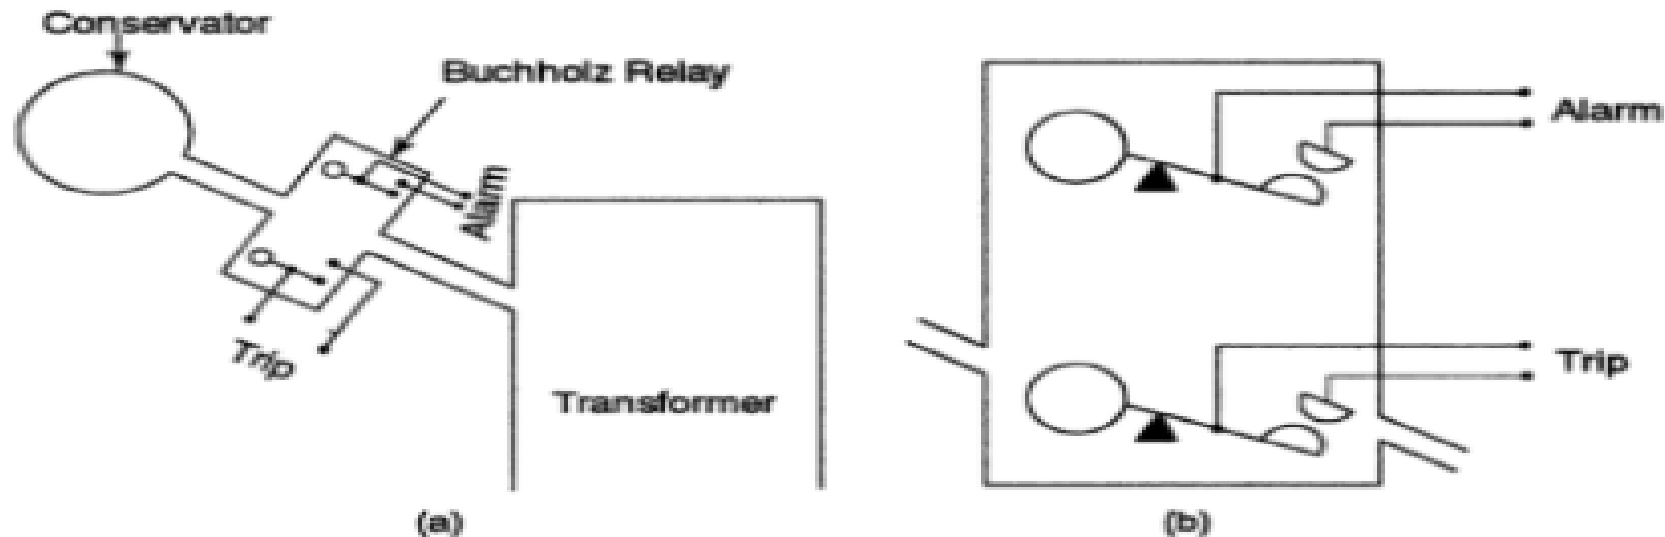 Conservator
Buchholz Relay
Alarm
Trip
Transformer
(a)
Alarm
Trip
(b)